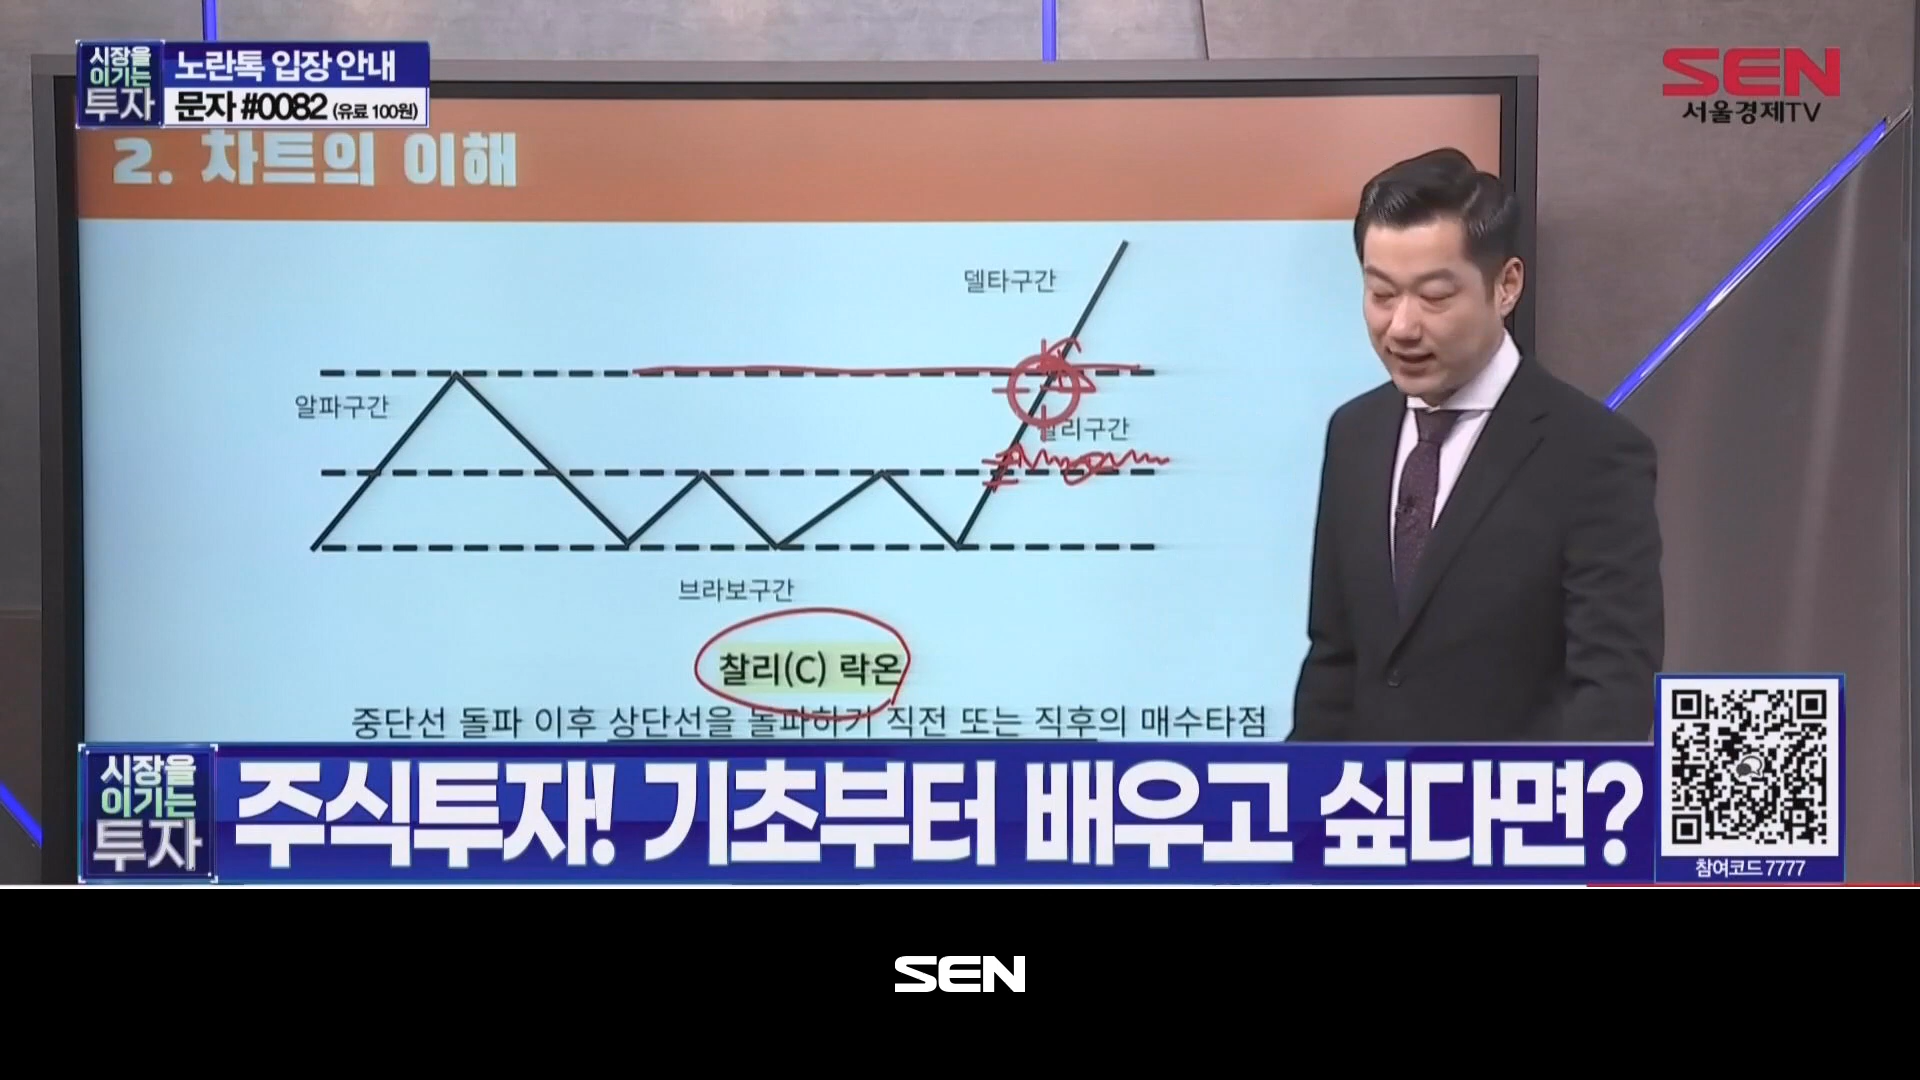 시장을
이기는
투자
노란톡 입장 안내
문자 #0082 (유료 100원)
SEN
서울경제TV
2. 차트의 이해
델타구간
알파구간
리구간
브라보구간
찰리(C) 락온
중단선 돌파 이후 상단선을 돌파하기 직전 또는 직후의 매수타점
시장을
이기는
투자
주식투자! 기초부터 배우고 싶다면?
참여코드 7777
SEN